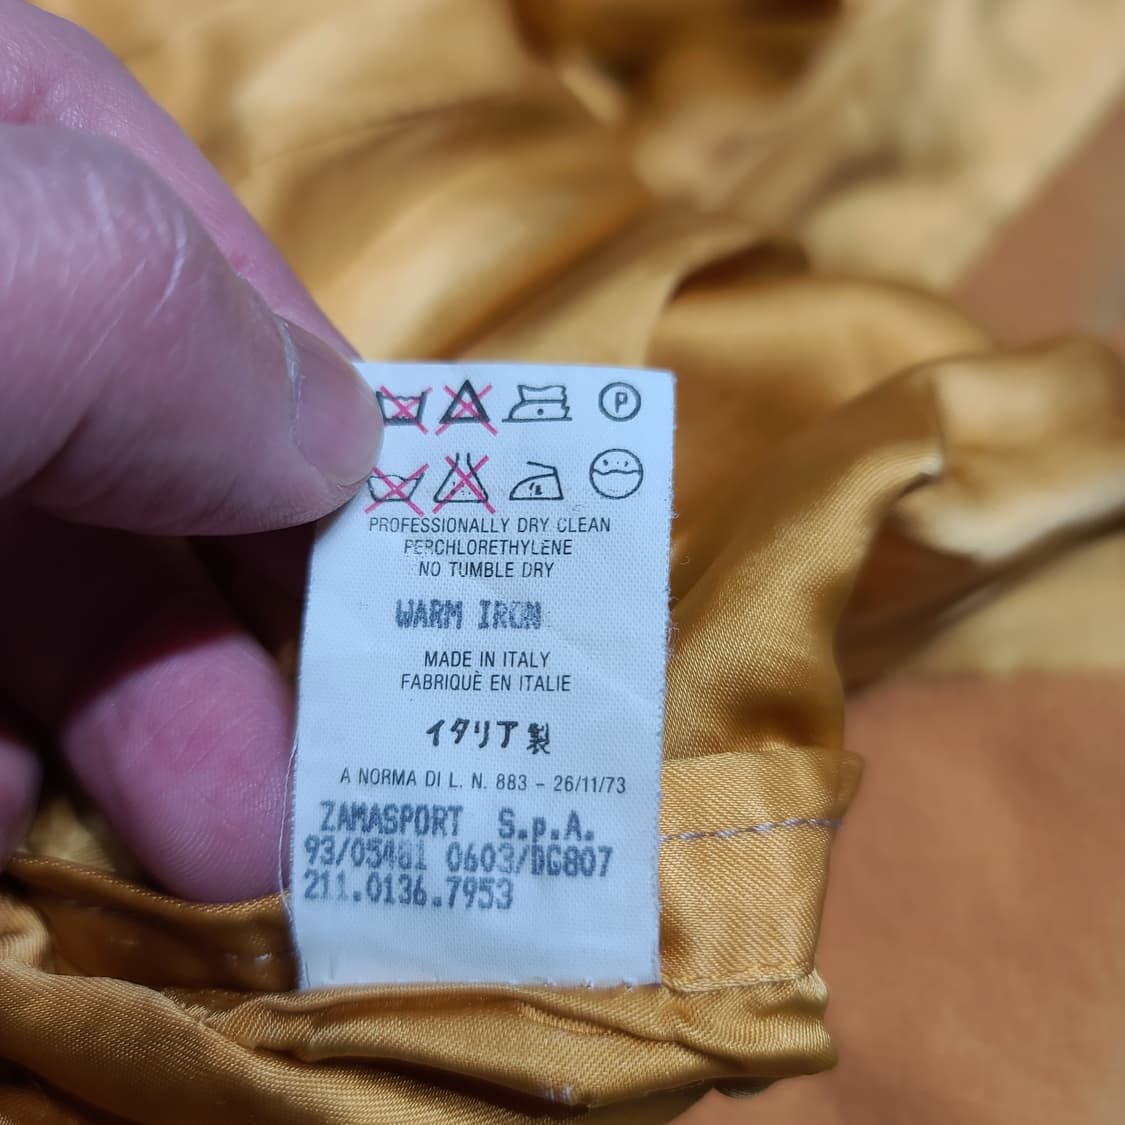 P
PROFESSIONALLY DRY CLEAN
PERCHLORETHYLENE
NO TUMBLE DRY
WARM IRON
MADE IN ITALY
FABRIQUÈ EN ITALIE
イタリア製
A NORMA DI L. N. 883 - 26/11/73
ZAMASPORT S.p.A.
93/05481 0603/DG807
211.0136.7953